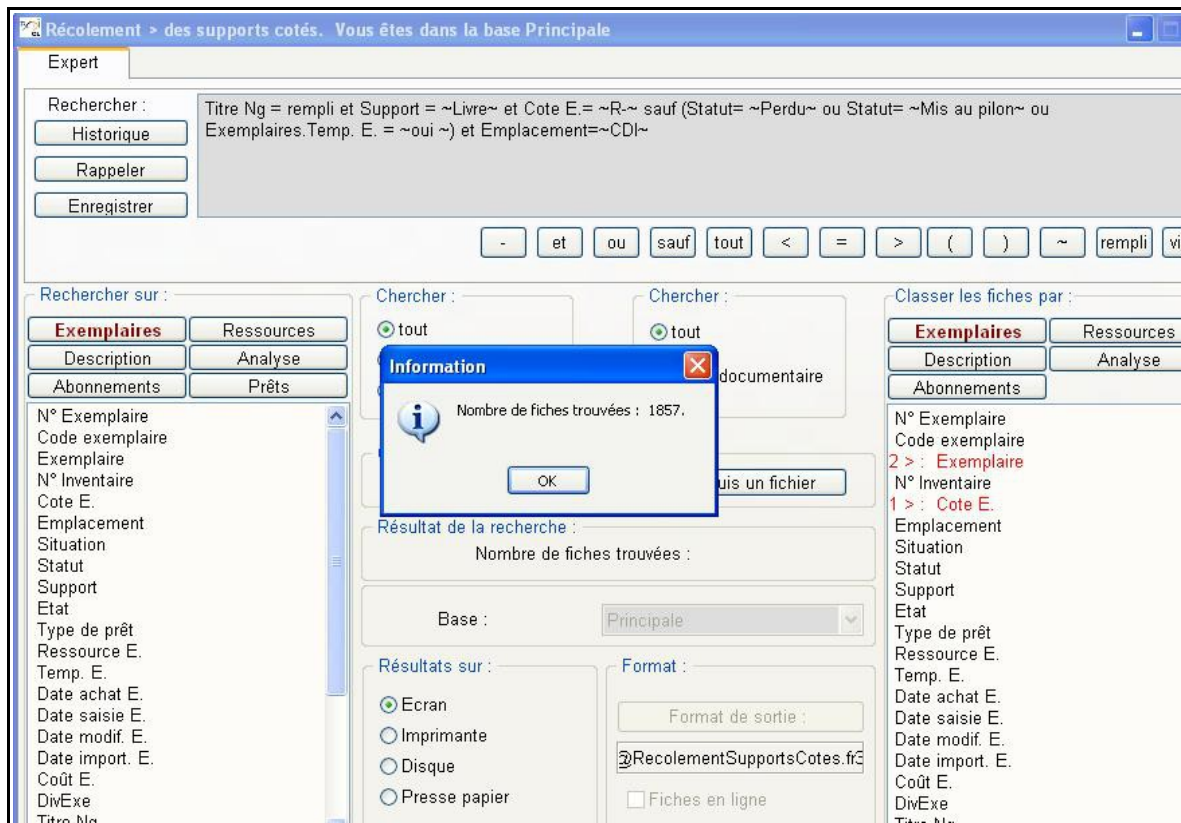 Récolement > des supports cotés. Vous êtes dans la base Principale
Expert
Rechercher :
Historique
Rappeler
Enregistrer
Titre Ng = rempli et Support = ~Livre~ et Cote E.= ~R-~ sauf (Statut= ~Perdu~ ou Statut= ~Mis au pilon~ ou
Exemplaires.Temp. E. = ~oui ~) et Emplacement=~CDI~
- et ou sauf tout < = > ( ) ~ rempli vi
Rechercher sur :
Exemplaires Ressources
Description Analyse
Abonnements Prêts
N° Exemplaire
Code exemplaire
Exemplaire
N° Inventaire
Cote E.
Emplacement
Situation
Statut
Support
Etat
Type de prêt
Ressource E.
Temp. E.
Date achat E.
Date saisie E.
Date modif. E.
Date import. E.
Coût E.
DivExe
Titre Ng
Chercher :
tout
Chercher :
tout
documentaire
Information
Nombre de fiches trouvées : 1857.
OK
uis un fichier
Résultat de la recherche :
Nombre de fiches trouvées :
Base : Principale
Résultats sur :
Ecran
Imprimante
Disque
Presse papier
Format :
Format de sortie :
@RecolementSupportsCotes.fr3
Fiches en ligne
Classer les fiches par :
Exemplaires Ressources
Description Analyse
Abonnements
N° Exemplaire
Code exemplaire
2 > : Exemplaire
N° Inventaire
1 > : Cote E.
Emplacement
Situation
Statut
Support
Etat
Type de prêt
Ressource E.
Temp. E.
Date achat E.
Date saisie E.
Date modif. E.
Date import. E.
Coût E.
DivExe
Titre Ng